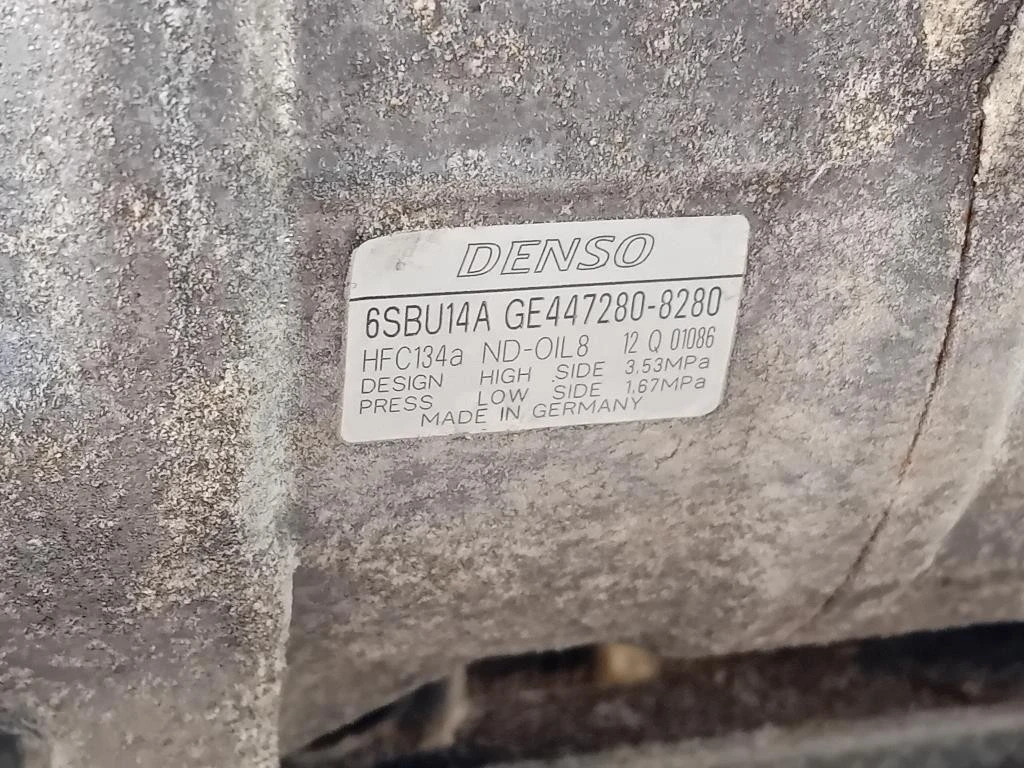 DENSO
6SBU14A GE447280-8280
HFC134a ND-OIL8 12 Q 01086
DESIGN HIGH SIDE 3.53MPa
PRESS LOW SIDE 1.67MPa
MADE IN GERMANY